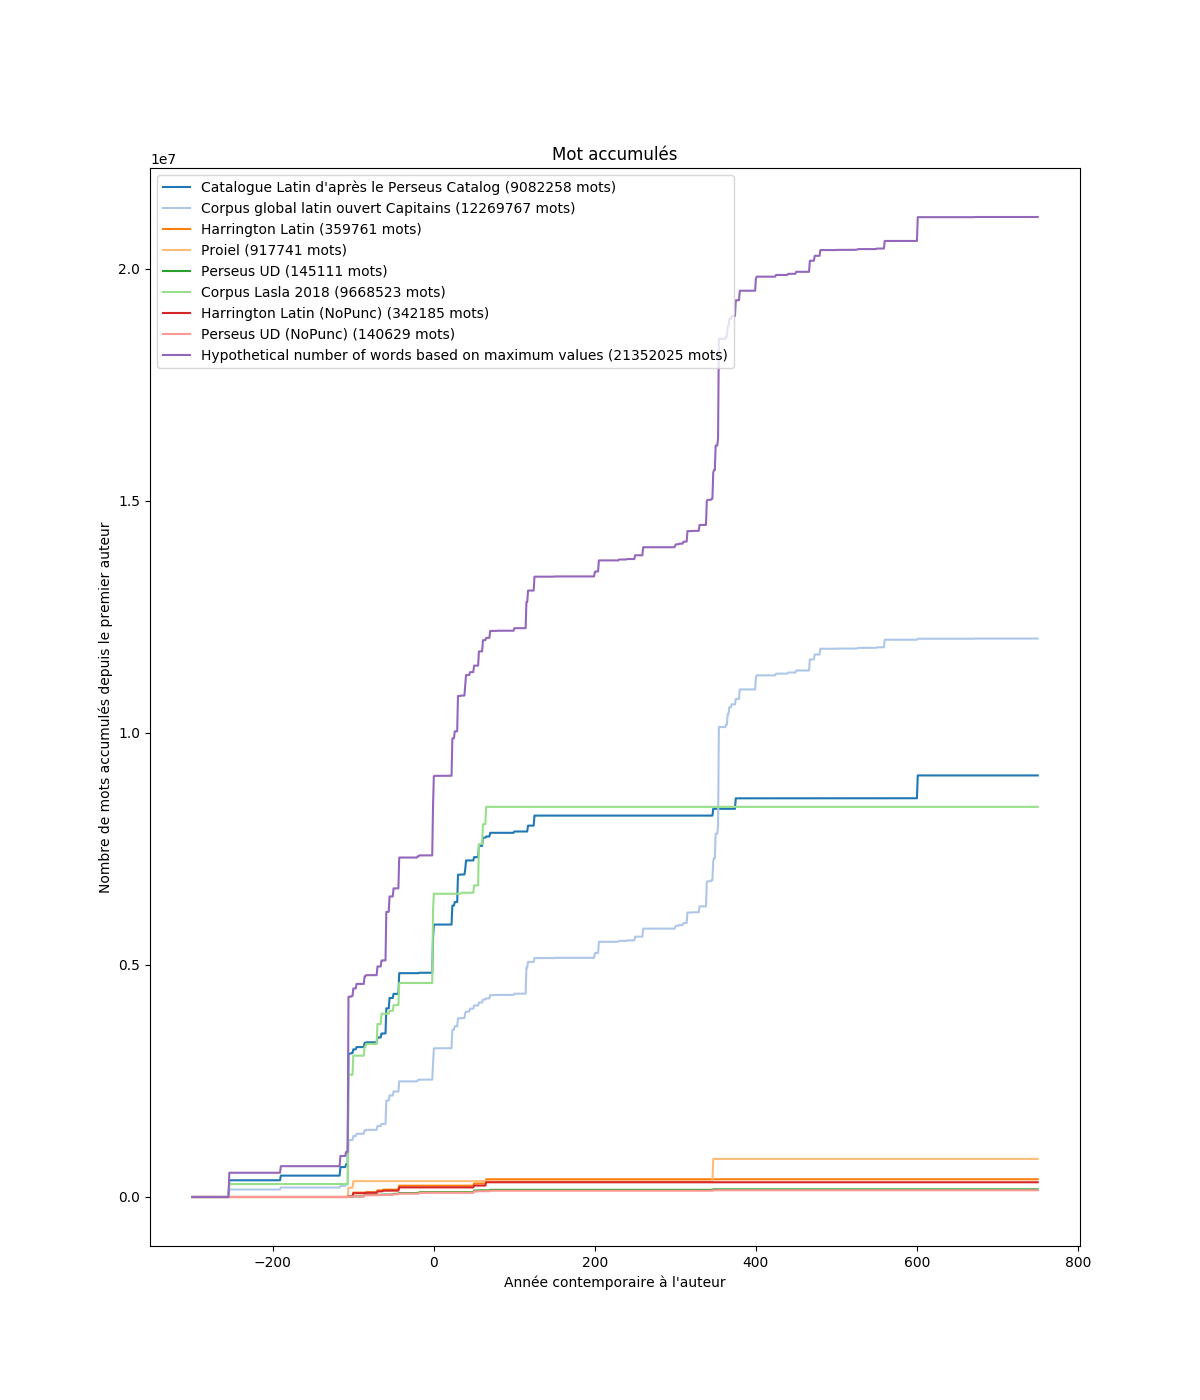 Mot accumulés
1e7
Catalogue Latin d'après le Perseus Catalog (9082258 mots)
Corpus global latin ouvert Capitains (12269767 mots)
Harrington Latin (359761 mots)
Proiel (917741 mots)
Perseus UD (145111 mots)
Corpus Lasla 2018 (9668523 mots)
Harrington Latin (NoPunc) (342185 mots)
Perseus UD (NoPunc) (140629 mots)
Hypothetical number of words based on maximum values (21352025 mots)
2.0
1.5
1.0
0.5
0.0
Nombre de mots accumulés depuis le premier auteur
−200 0 200 400 600 800
Année contemporaire à l'auteur